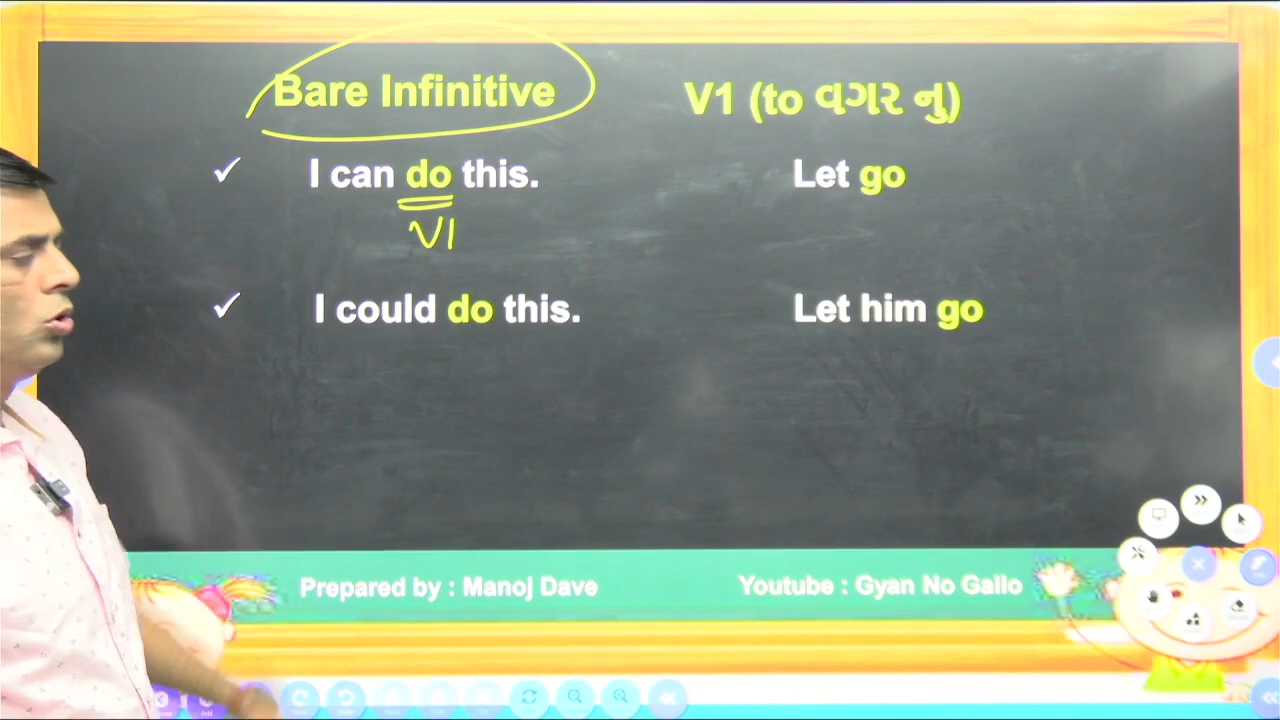 Bare Infinitive V1 (to વગર નુ)
✓ I can do this. Let go
V1
✓ I could do this. Let him go
Prepared by : Manoj Dave Youtube : Gyan No Gallo